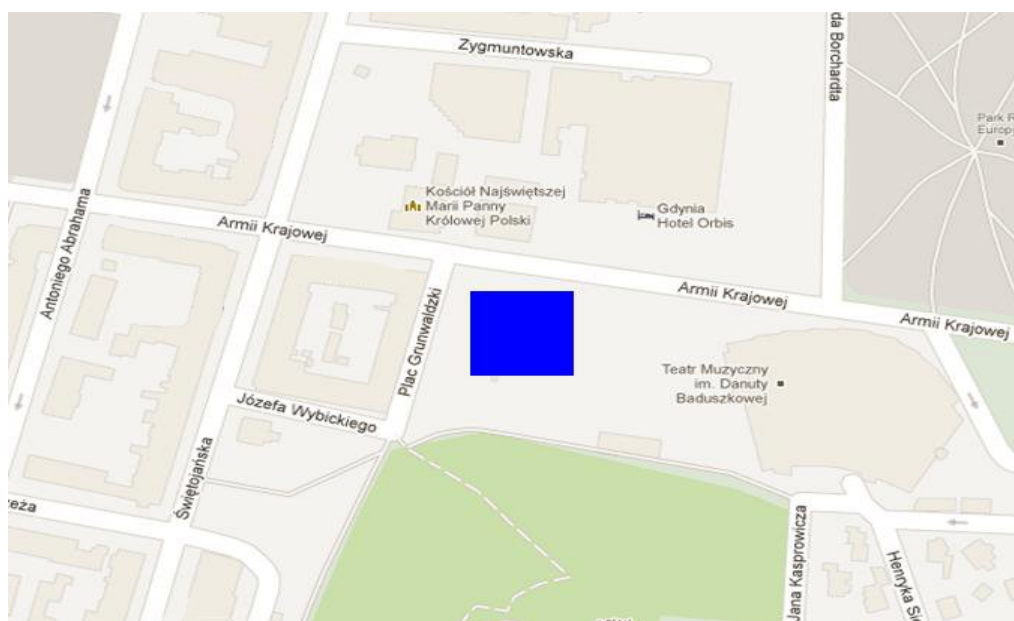 Zygmuntowska
da Borchardta
Park R
Europ
Kościół Najświętszej
Marii Panny
Królowej Polski
Gdynia
Hotel Orbis
Antoniego Abrahama
Armii Krajowej
Armii Krajowej
Armii Krajowej
Plac Grunwaldzki
Teatr Muzyczny
im. Danuty
Baduszkowej
Józefa Wybickiego
Świętojańska
eża
Jana Kasprowicza
Henryka Sie